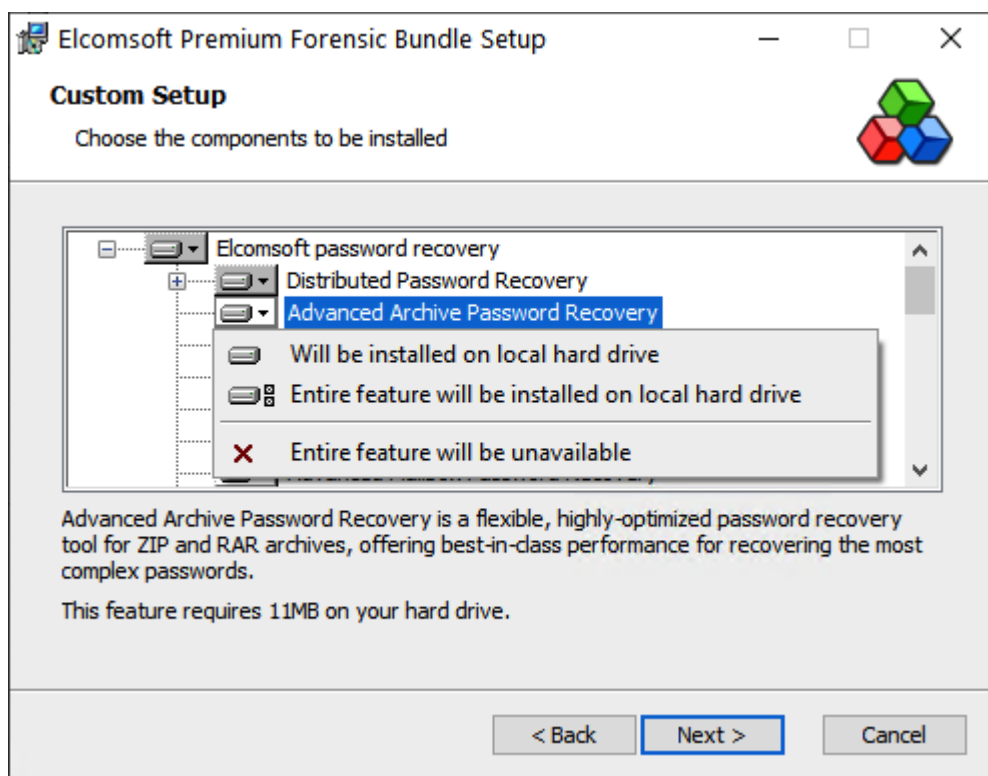 Elcomsoft Premium Forensic Bundle Setup
Custom Setup
Choose the components to be installed
Elcomsoft password recovery
Distributed Password Recovery
Advanced Archive Password Recovery
Will be installed on local hard drive
Entire feature will be installed on local hard drive
Entire feature will be unavailable
Advanced Archive Password Recovery is a flexible, highly-optimized password recovery
tool for ZIP and RAR archives, offering best-in-class performance for recovering the most
complex passwords.
This feature requires 11MB on your hard drive.
< Back
Next >
Cancel